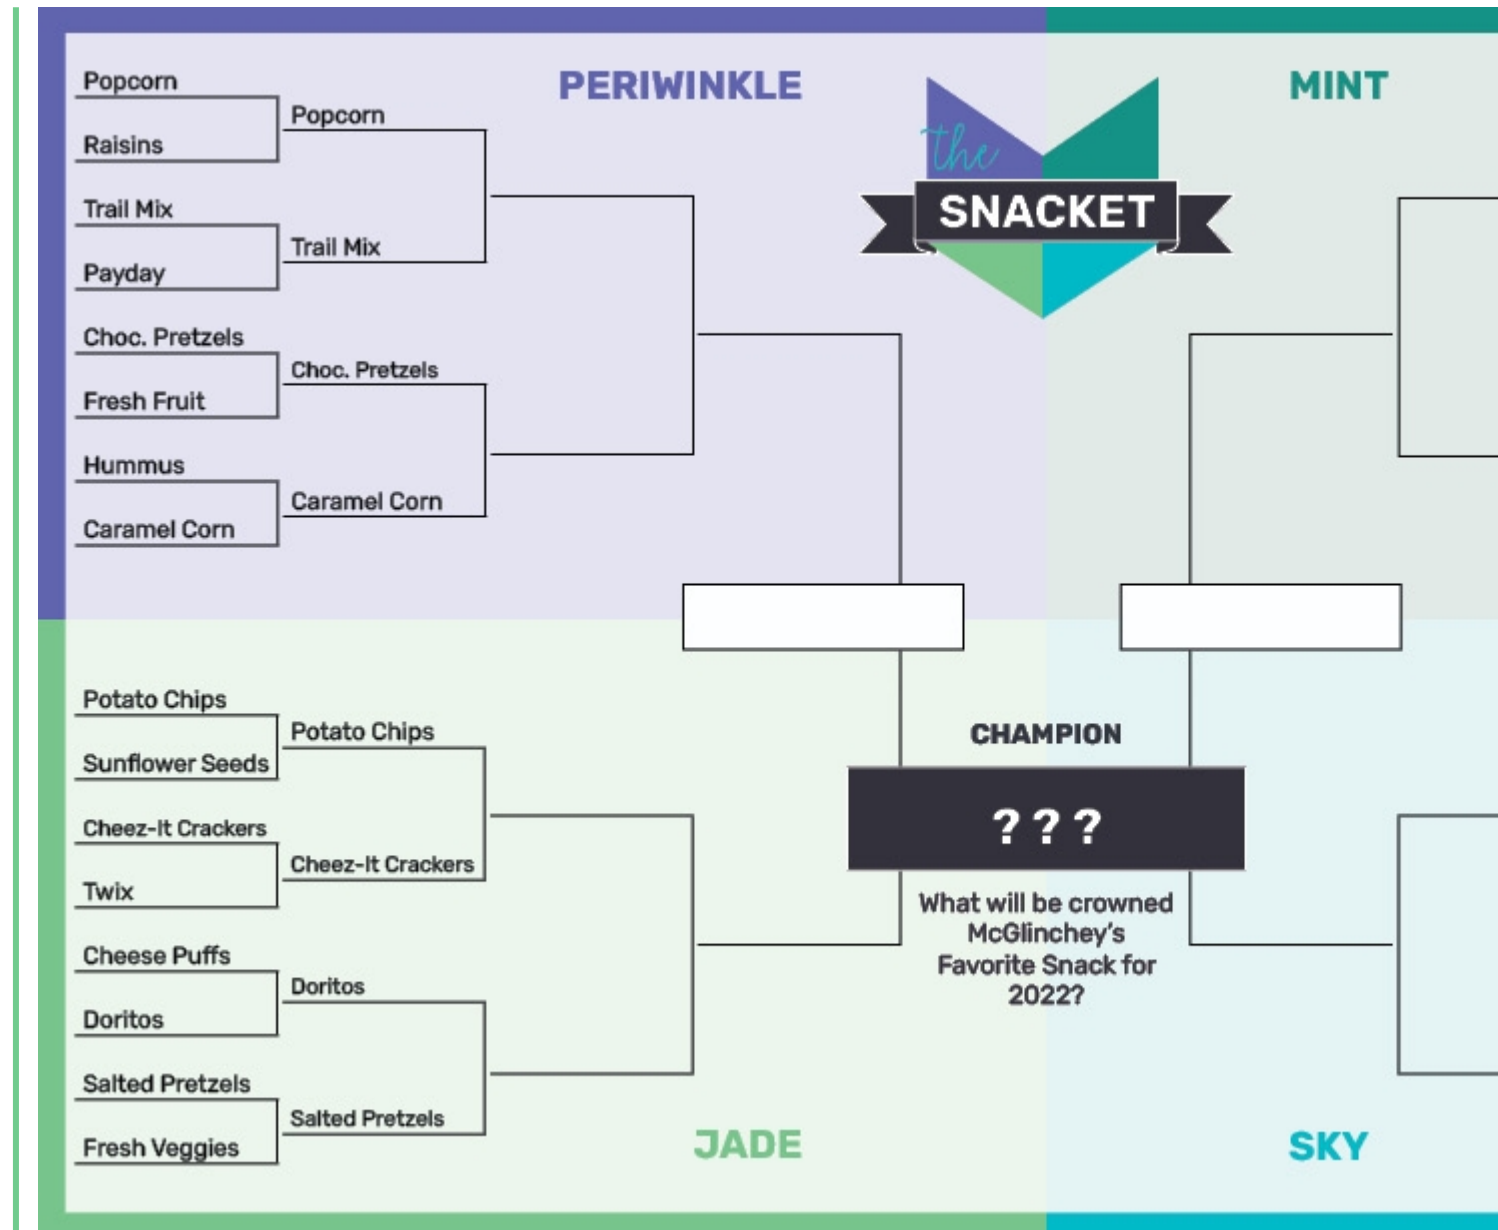 PERIWINKLE
MINT
the
SNACKET
Popcorn
Raisins
Trail Mix
Payday
Choc. Pretzels
Fresh Fruit
Hummus
Caramel Corn
Popcorn
Trail Mix
Choc. Pretzels
Caramel Corn
Potato Chips
Sunflower Seeds
Cheez-It Crackers
Twix
Cheese Puffs
Doritos
Salted Pretzels
Fresh Veggies
Potato Chips
Cheez-It Crackers
Doritos
Salted Pretzels
CHAMPION
? ? ?
What will be crowned
McGlinchey's
Favorite Snack for
2022?
JADE
SKY